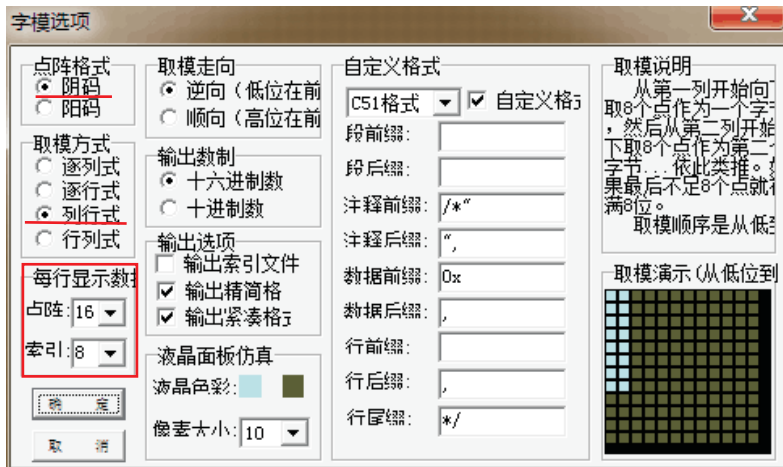 字模选项
点阵格式
阴码
阳码
取模方式
逐列式
逐行式
列行式
行列式
每行显示数
点阵:16
索引:8
确 定
取 消
取模走向
逆向(低位在前
顺向(高位在前
输出数制
十六进制数
十进制数
输出选项
输出索引文件
输出精简格
输出紧凑格式
液晶面板仿真
液晶色彩:
像素大小:10
自定义格式
C51格式
自定义格式
段前缀:
段后缀:
注释前缀: /*"
注释后缀: ",
数据前缀: 0x
数据后缀: ,
行前缀:
行后缀: ,
行尾缀: */
取模说明
从第一列开始向
取8个点作为一个字
,然后从第二列开始
下取8个点作为第二个
字节...依此类推。如
果最后不足8个点就补
满8位。
取模顺序是从低
取模演示(从低位到